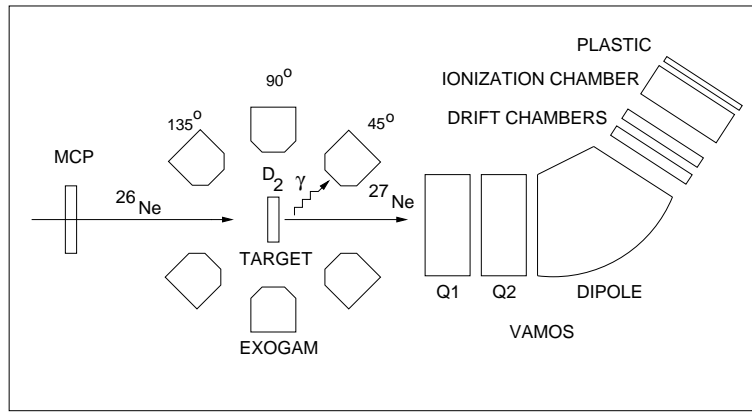 PLASTIC
IONIZATION CHAMBER
DRIFT CHAMBERS
90°
135°
45°
MCP
D2
γ
26Ne
27Ne
TARGET
Q1
Q2
DIPOLE
VAMOS
EXOGAM